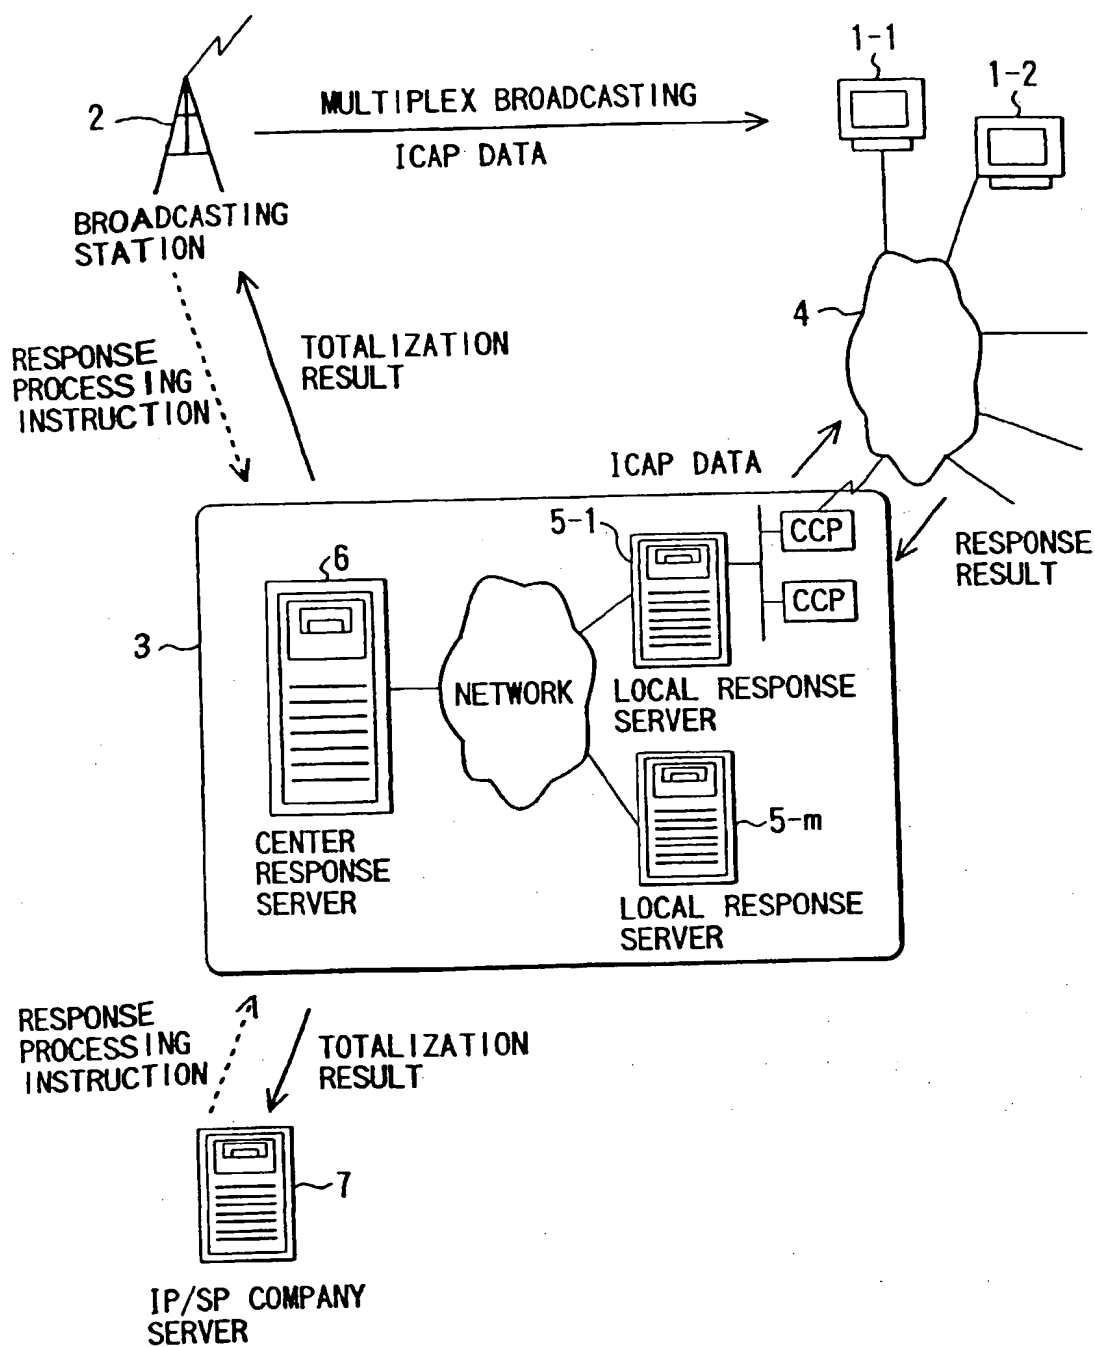 1-1
1-2
2
MULTIPLEX BROADCASTING
ICAP DATA
BROADCASTING
STATION
4
RESPONSE
PROCESSING
INSTRUCTION
TOTALIZATION
RESULT
ICAP DATA
RESPONSE
RESULT
3
6
5-1
CCP
CCP
NETWORK
LOCAL RESPONSE
SERVER
5-m
CENTER
RESPONSE
SERVER
LOCAL RESPONSE
SERVER
RESPONSE
PROCESSING
INSTRUCTION
TOTALIZATION
RESULT
7
IP/SP COMPANY
SERVER